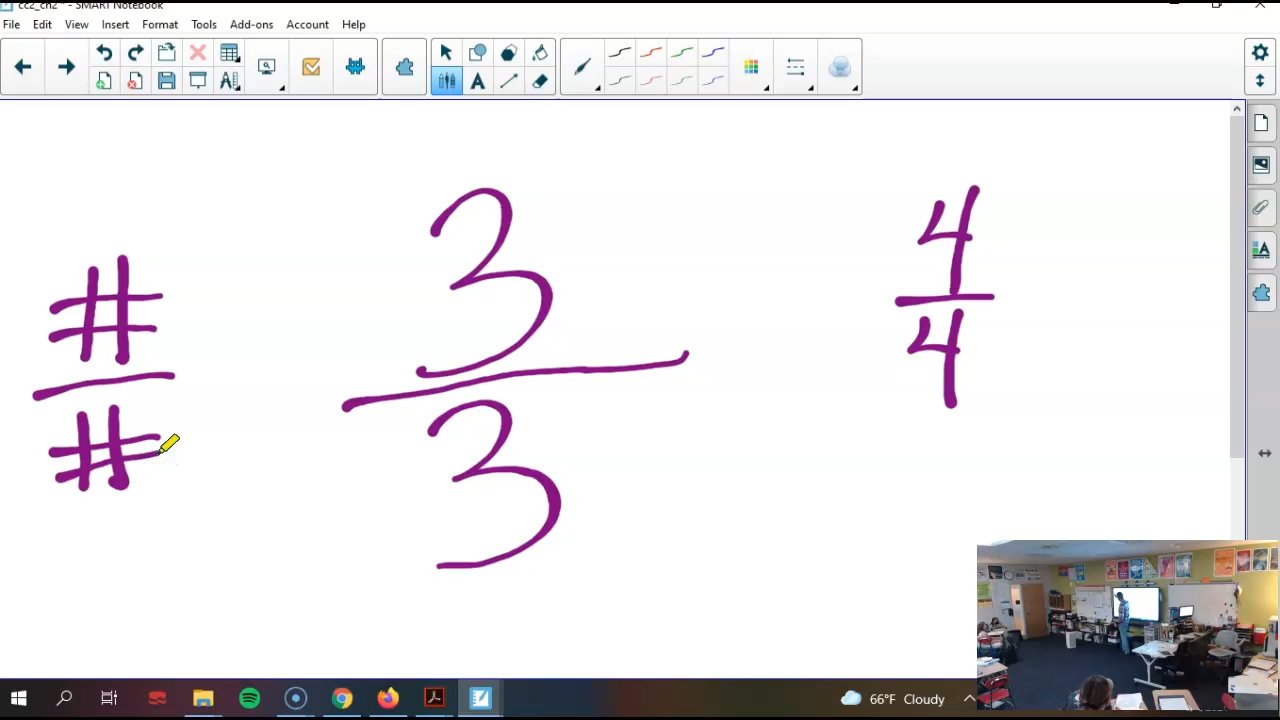 cc2_ch2 * - SMART Notebook
File Edit View Insert Format Tools Add-ons Account Help
#
#
3
3
4
4
66°F Cloudy